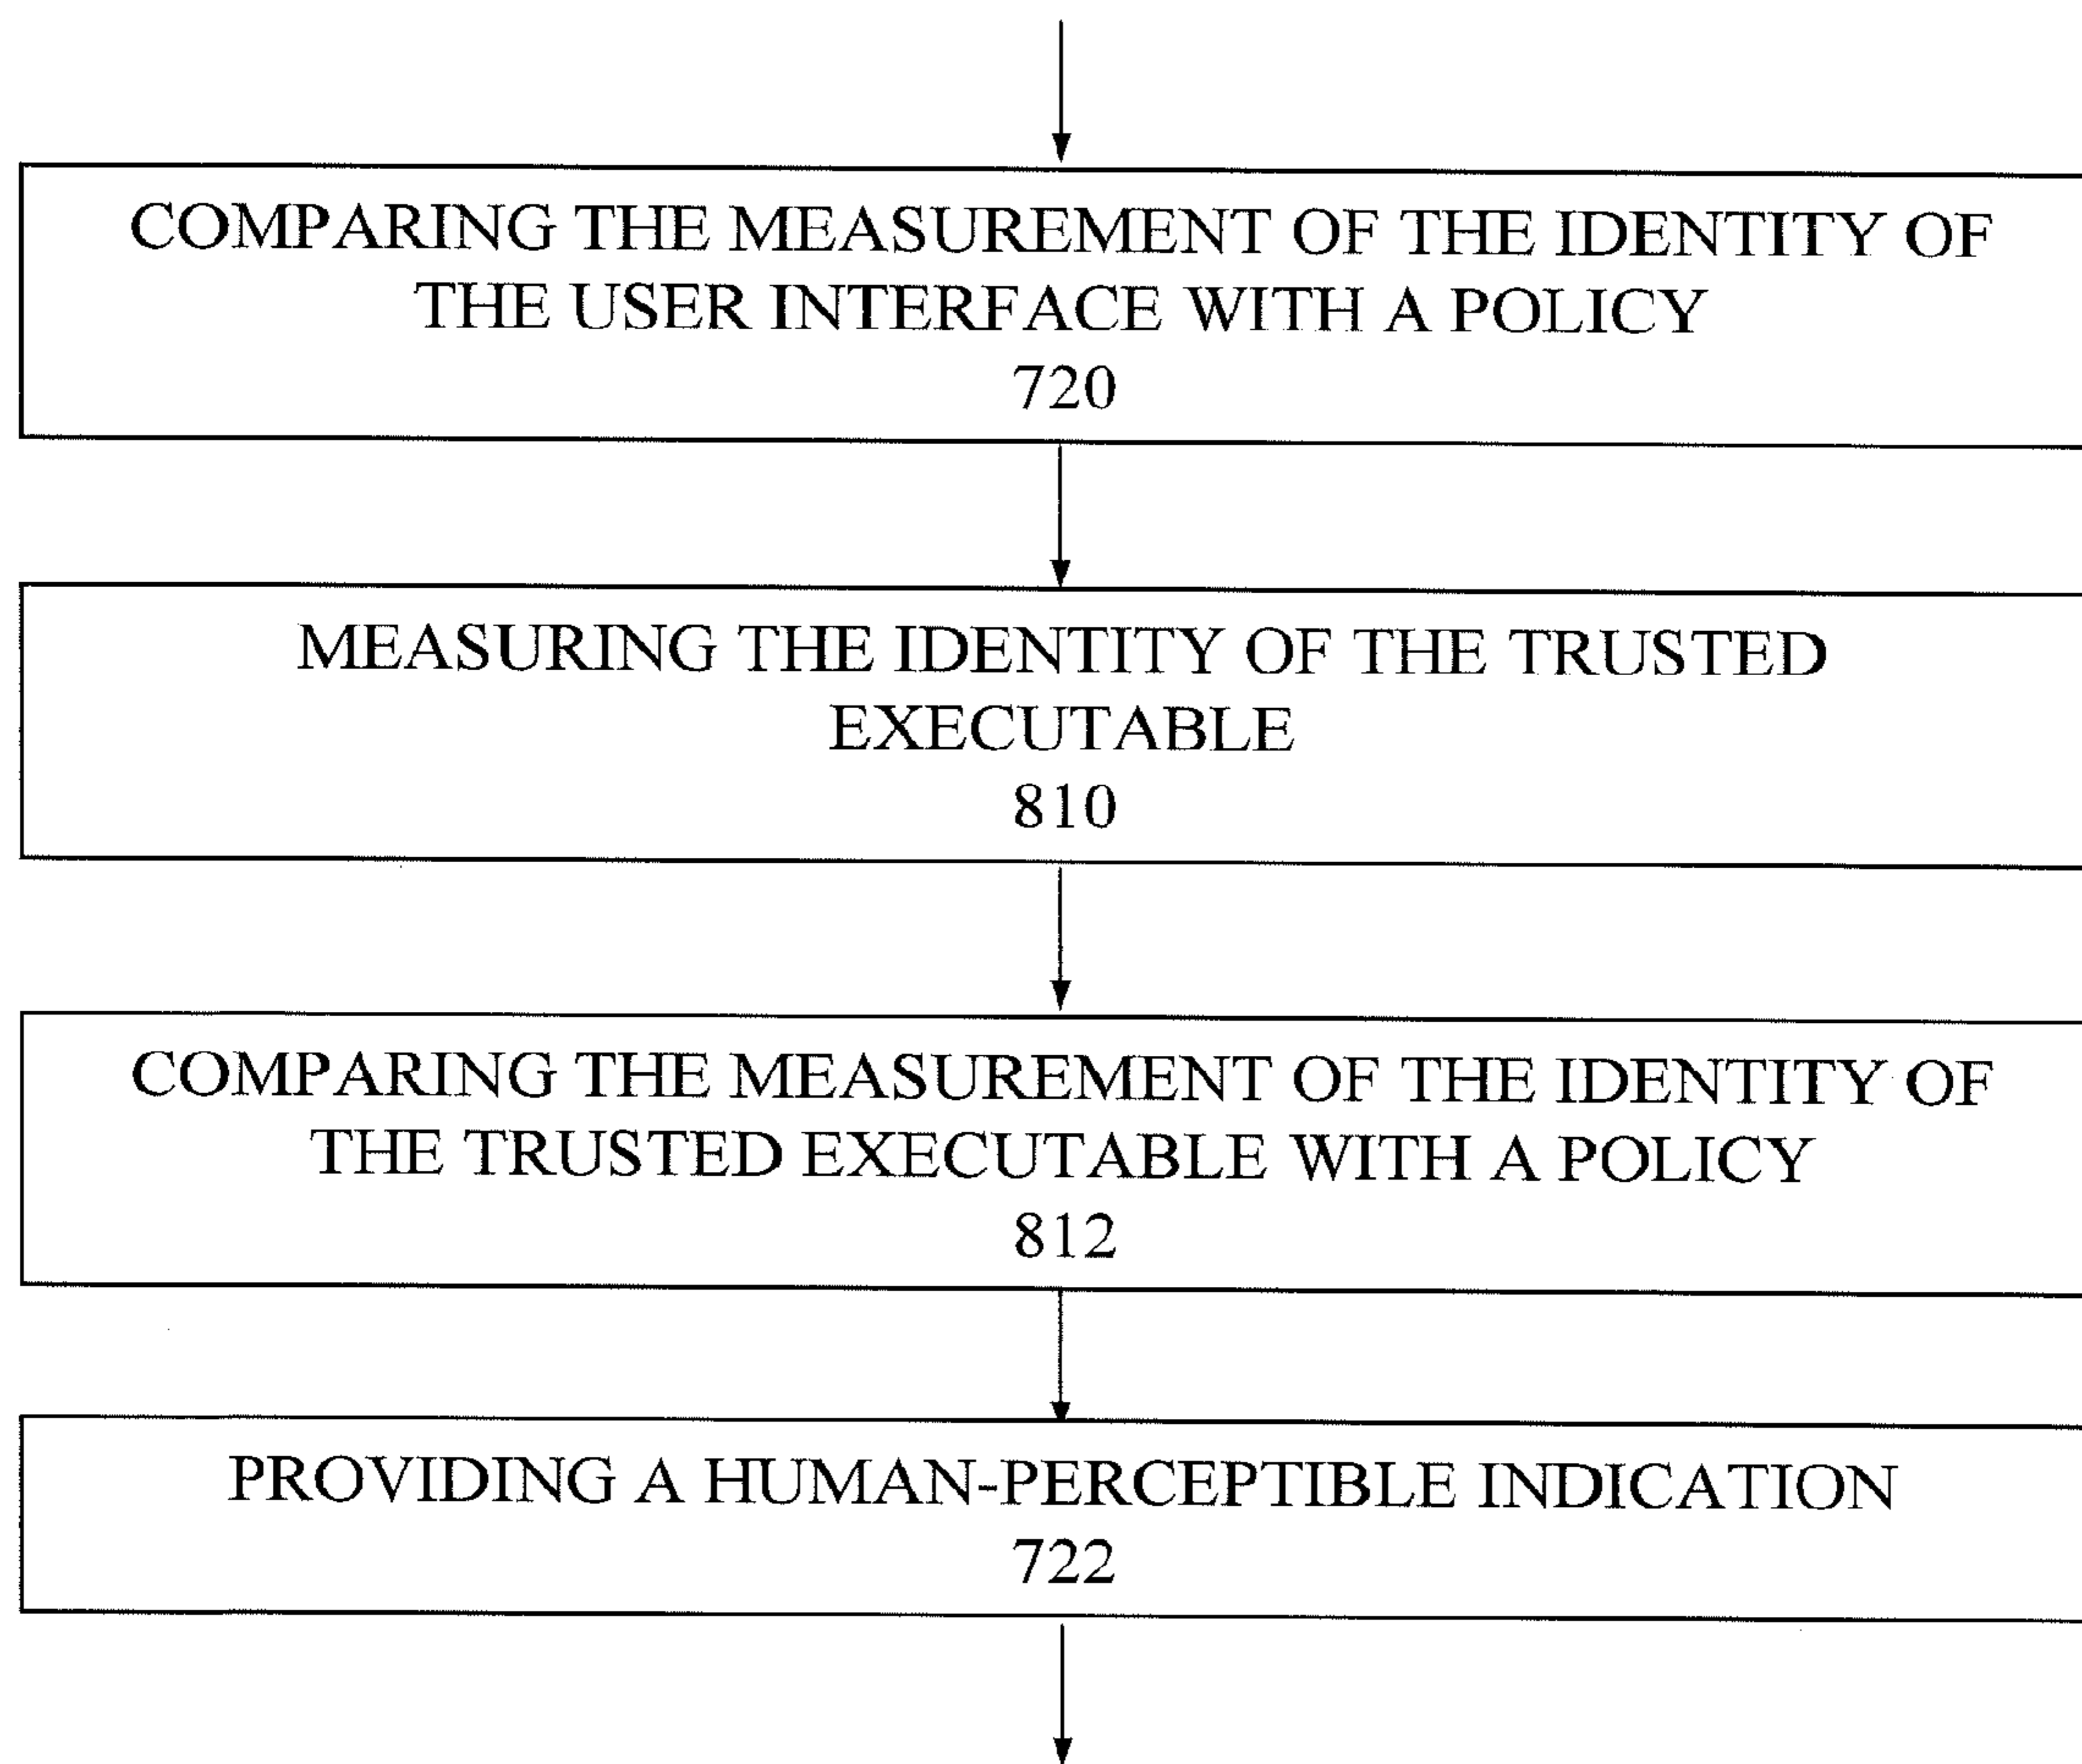 COMPARING THE MEASUREMENT OF THE IDENTITY OF
THE USER INTERFACE WITH A POLICY
720
MEASURING THE IDENTITY OF THE TRUSTED
EXECUTABLE
810
COMPARING THE MEASUREMENT OF THE IDENTITY OF
THE TRUSTED EXECUTABLE WITH A POLICY
812
PROVIDING A HUMAN-PERCEPTIBLE INDICATION
722